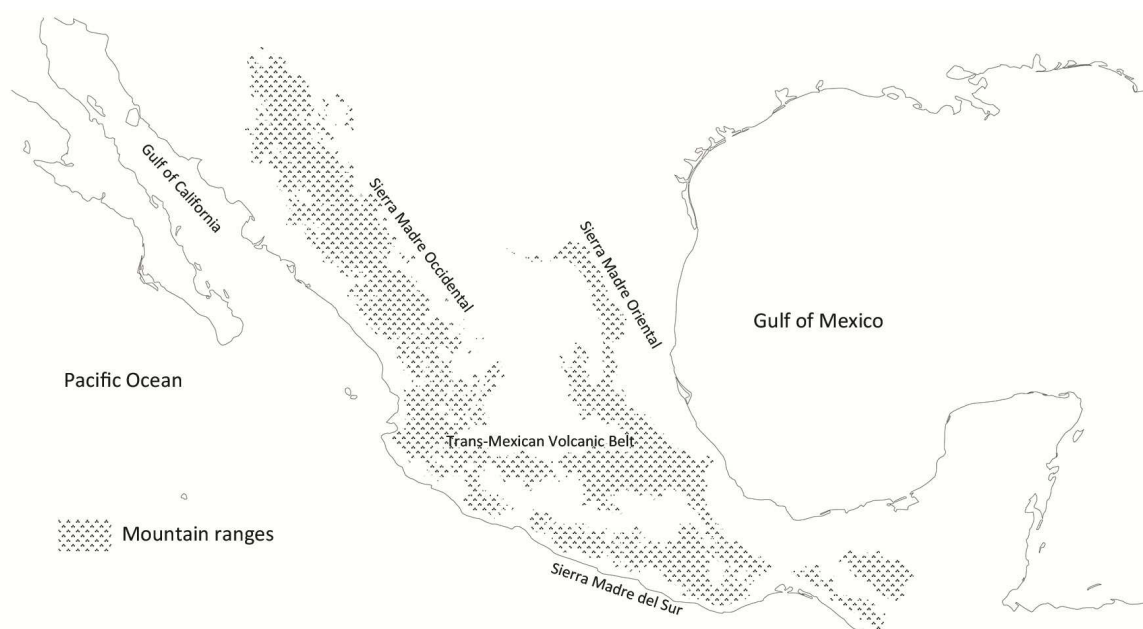 Gulf of California
Sierra Madre Occidental
Sierra Madre Oriental
Gulf of Mexico
Pacific Ocean
Trans-Mexican Volcanic Belt
Mountain ranges
Sierra Madre del Sur